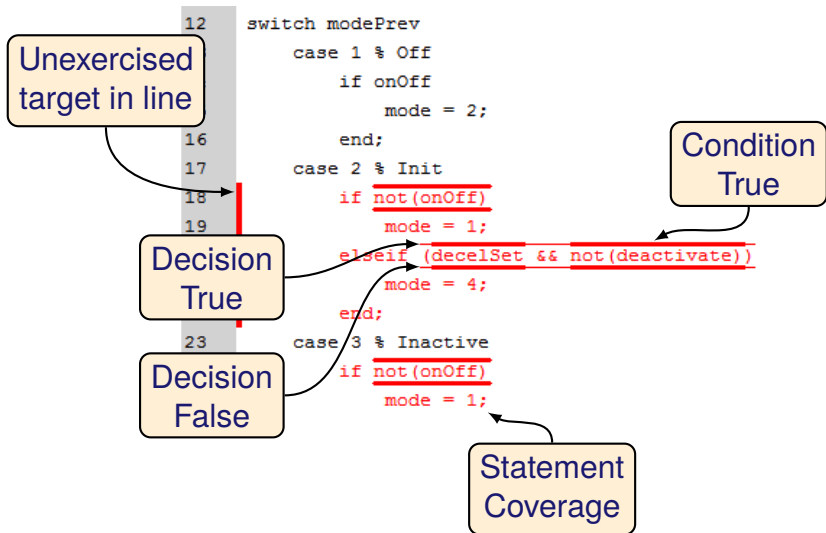 12 switch modePrev
case 1 % Off
Unexercised
target in line
if onOff
mode = 2;
16 end;
17 case 2 % Init
Condition
True
18 if not(onOff)
19 mode = 1;
elseif (decelSet && not(deactivate))
Decision
True
mode = 4;
end;
23 case 3 % Inactive
Decision
False
if not(onOff)
mode = 1;
Statement
Coverage